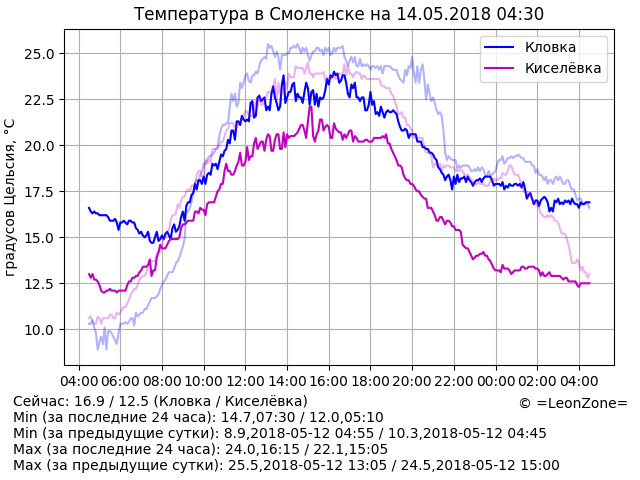 Температура в Смоленске на 14.05.2018 04:30
градусов Цельсия, °C
25.0
22.5
20.0
17.5
15.0
12.5
10.0
Кловка
Киселёвка
04:00 06:00 08:00 10:00 12:00 14:00 16:00 18:00 20:00 22:00 00:00 02:00 04:00
Сейчас: 16.9 / 12.5 (Кловка / Киселёвка)
© =LeonZone=
Min (за последние 24 часа): 14.7,07:30 / 12.0,05:10
Min (за предыдущие сутки): 8.9,2018-05-12 04:55 / 10.3,2018-05-12 04:45
Max (за последние 24 часа): 24.0,16:15 / 22.1,15:05
Max (за предыдущие сутки): 25.5,2018-05-12 13:05 / 24.5,2018-05-12 15:00